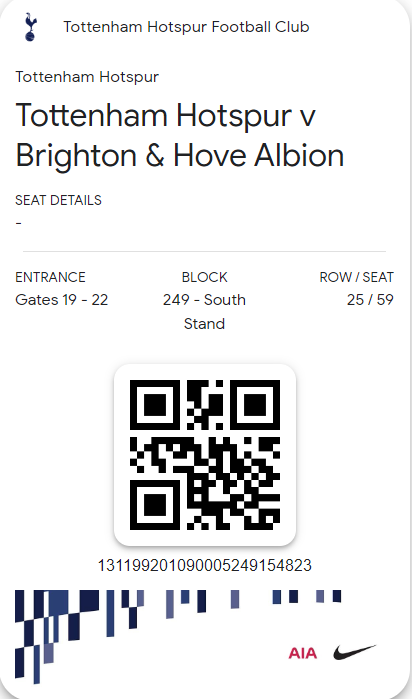 Tottenham Hotspur Football Club
Tottenham Hotspur
Tottenham Hotspur v
Brighton & Hove Albion
SEAT DETAILS
-
ENTRANCE BLOCK ROW / SEAT
Gates 19 - 22 249 - South 25 / 59
Stand
131199201090005249154823
AIA